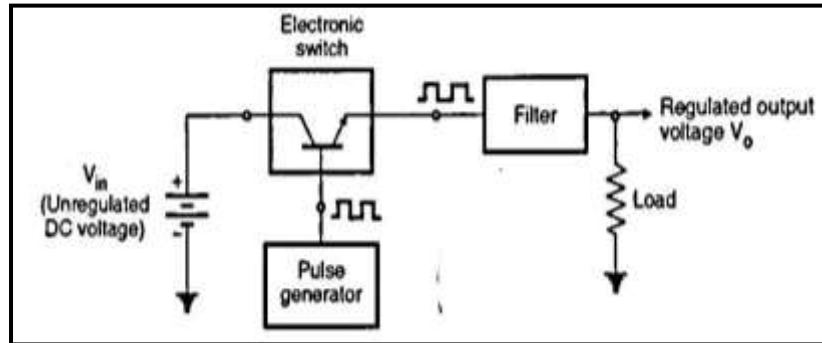 Electronic
switch
Filter
Regulated output
voltage Vo
Vin
(Unregulated
DC voltage)
+
-
Load
Pulse
generator